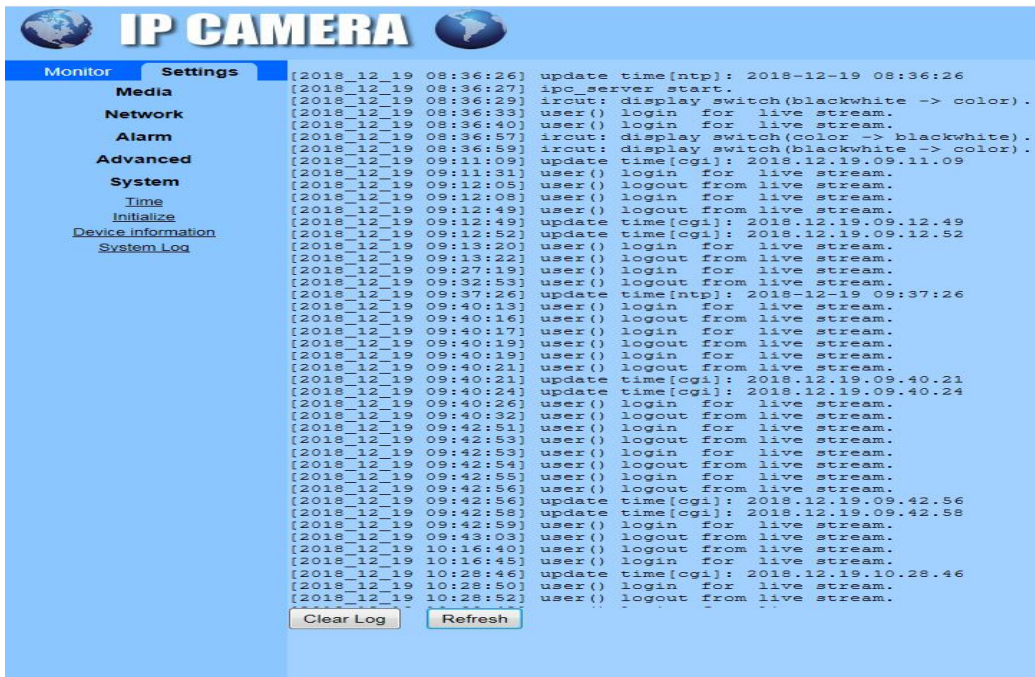 IP CAMERA
Monitor
Settings
Media
Network
Alarm
Advanced
System
Time
Initialize
Device information
System Log
[2018_12_19 08:36:26] update time[ntp]: 2018-12-19 08:36:26
[2018_12_19 08:36:27] ipc_server start.
[2018_12_19 08:36:29] ircut: display switch(blackwhite -> color).
[2018_12_19 08:36:33] user() login for live stream.
[2018_12_19 08:36:40] user() login for live stream.
[2018_12_19 08:36:57] ircut: display switch(color -> blackwhite).
[2018_12_19 08:36:59] ircut: display switch(blackwhite -> color).
[2018_12_19 09:11:09] update time[cgi]: 2018.12.19.09.11.09
[2018_12_19 09:11:31] user() login for live stream.
[2018_12_19 09:12:05] user() logout from live stream.
[2018_12_19 09:12:08] user() login for live stream.
[2018_12_19 09:12:49] user() logout from live stream.
[2018_12_19 09:12:49] update time[cgi]: 2018.12.19.09.12.49
[2018_12_19 09:12:52] update time[cgi]: 2018.12.19.09.12.52
[2018_12_19 09:13:20] user() login for live stream.
[2018_12_19 09:13:22] user() logout from live stream.
[2018_12_19 09:27:19] user() login for live stream.
[2018_12_19 09:32:53] user() logout from live stream.
[2018_12_19 09:37:26] update time[ntp]: 2018-12-19 09:37:26
[2018_12_19 09:40:13] user() login for live stream.
[2018_12_19 09:40:16] user() logout from live stream.
[2018_12_19 09:40:17] user() login for live stream.
[2018_12_19 09:40:19] user() logout from live stream.
[2018_12_19 09:40:19] user() login for live stream.
[2018_12_19 09:40:21] user() logout from live stream.
[2018_12_19 09:40:21] update time[cgi]: 2018.12.19.09.40.21
[2018_12_19 09:40:24] update time[cgi]: 2018.12.19.09.40.24
[2018_12_19 09:40:26] user() login for live stream.
[2018_12_19 09:40:32] user() logout from live stream.
[2018_12_19 09:42:51] user() login for live stream.
[2018_12_19 09:42:53] user() logout from live stream.
[2018_12_19 09:42:53] user() login for live stream.
[2018_12_19 09:42:54] user() logout from live stream.
[2018_12_19 09:42:55] user() login for live stream.
[2018_12_19 09:42:56] user() logout from live stream.
[2018_12_19 09:42:56] update time[cgi]: 2018.12.19.09.42.56
[2018_12_19 09:42:58] update time[cgi]: 2018.12.19.09.42.58
[2018_12_19 09:42:59] user() login for live stream.
[2018_12_19 09:43:03] user() logout from live stream.
[2018_12_19 10:16:40] user() logout from live stream.
[2018_12_19 10:16:45] user() login for live stream.
[2018_12_19 10:28:46] update time[cgi]: 2018.12.19.10.28.46
[2018_12_19 10:28:50] user() login for live stream.
[2018_12_19 10:28:52] user() logout from live stream.
Clear Log
Refresh